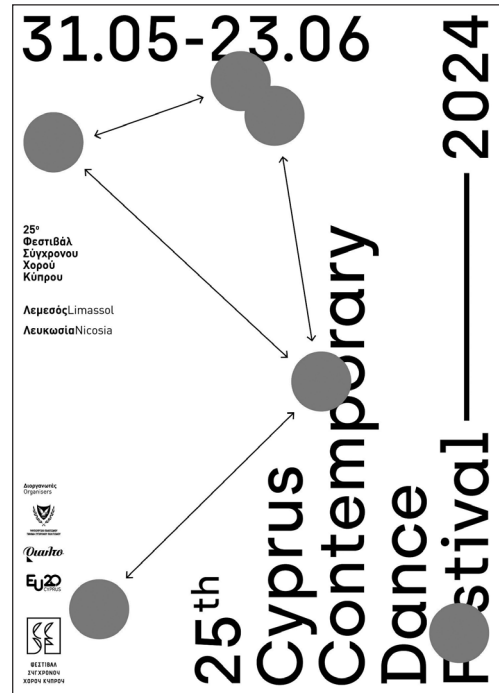 31.05-23.06
2024
25ο
Φεστιβάλ
Σύγχρονου
Χορού
Κύπρου
ΛεμεσόςLimassol
ΛευκωσίαNicosia
25th
Cyprus
Contemporary
Dance
Festival
Διοργανωτές
Organisers
EU20
CYPRUS
ΦΕΣΤΙΒΑΛ
ΣΥΓΧΡΟΝΟΥ
ΧΟΡΟΥ ΚΥΠΡΟΥ